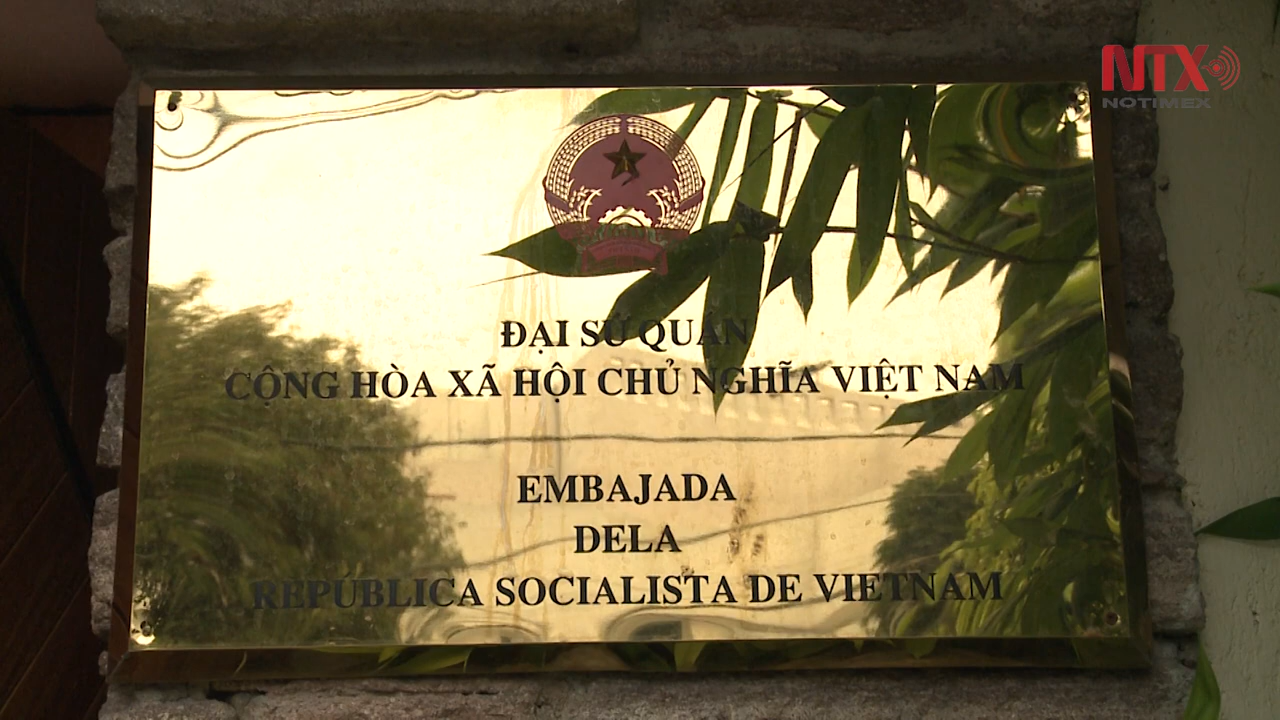 NTX
NOTIMEX
ĐẠI SỨ QUÁN
CỘNG HÒA XÃ HỘI CHỦ NGHĨA VIỆT NAM
EMBAJADA
DELA
REPÚBLICA SOCIALISTA DE VIETNAM